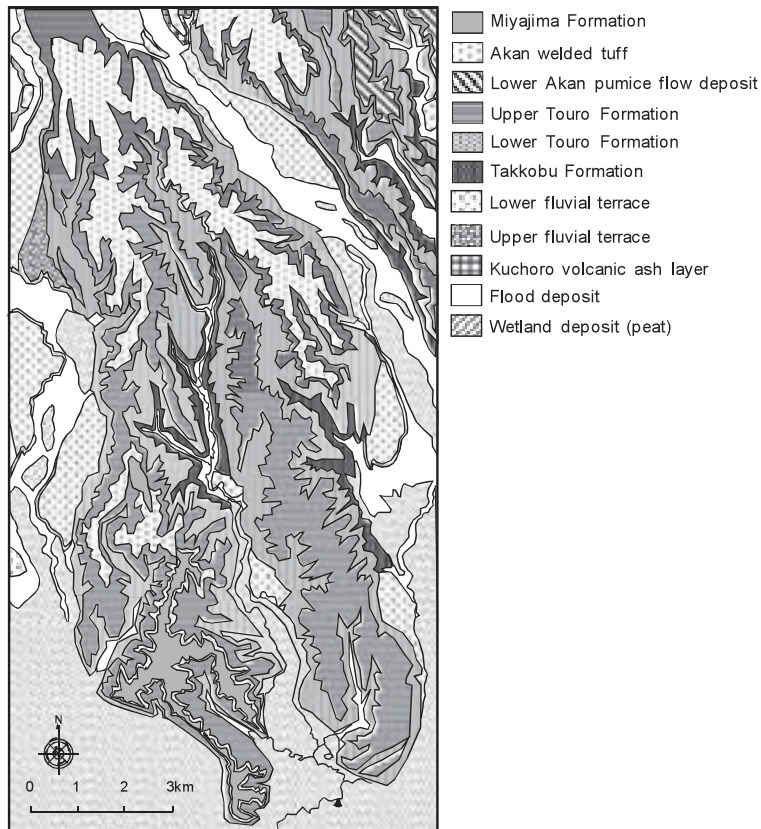 Miyajima Formation
Akan welded tuff
Lower Akan pumice flow deposit
Upper Touro Formation
Lower Touro Formation
Takkobu Formation
Lower fluvial terrace
Upper fluvial terrace
Kuchoro volcanic ash layer
Flood deposit
Wetland deposit (peat)
N
0 1 2 3km